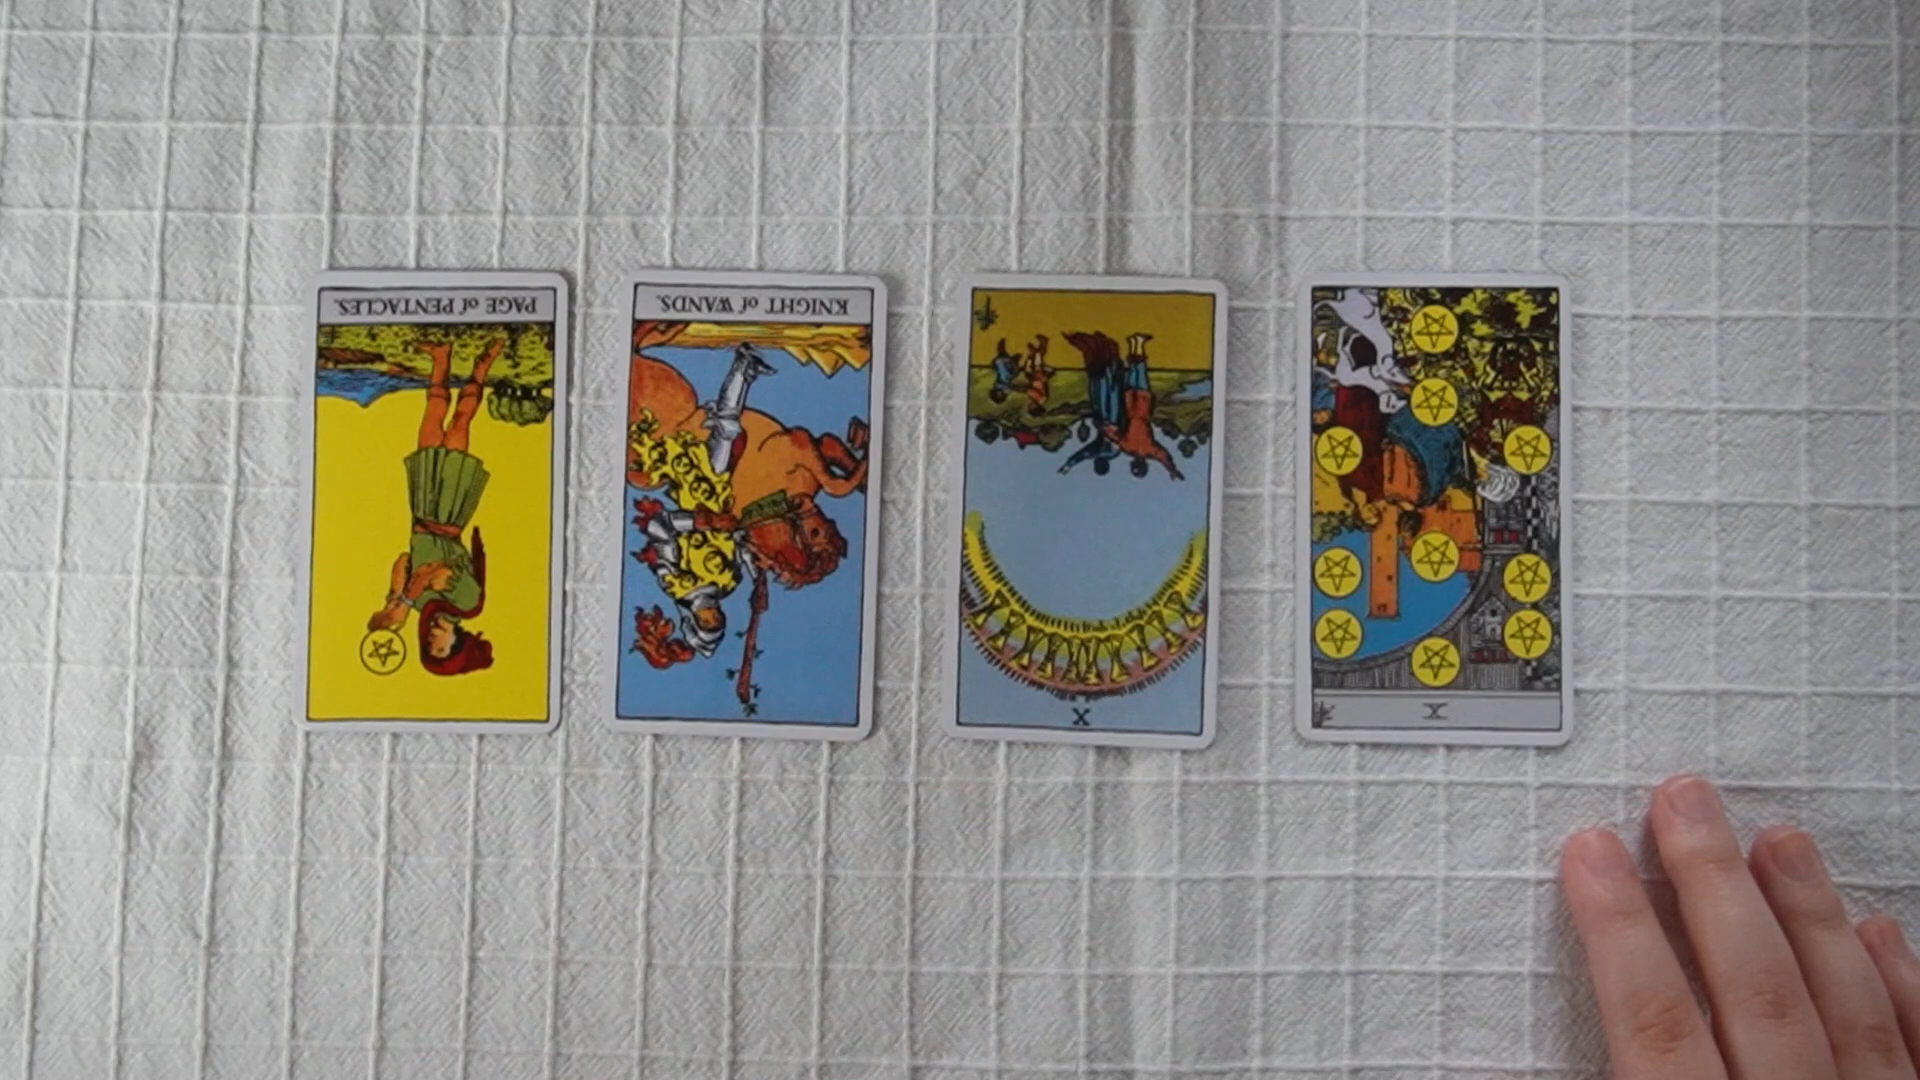 PAGE of PENTACLES.
KNIGHT of WANDS.
X
X